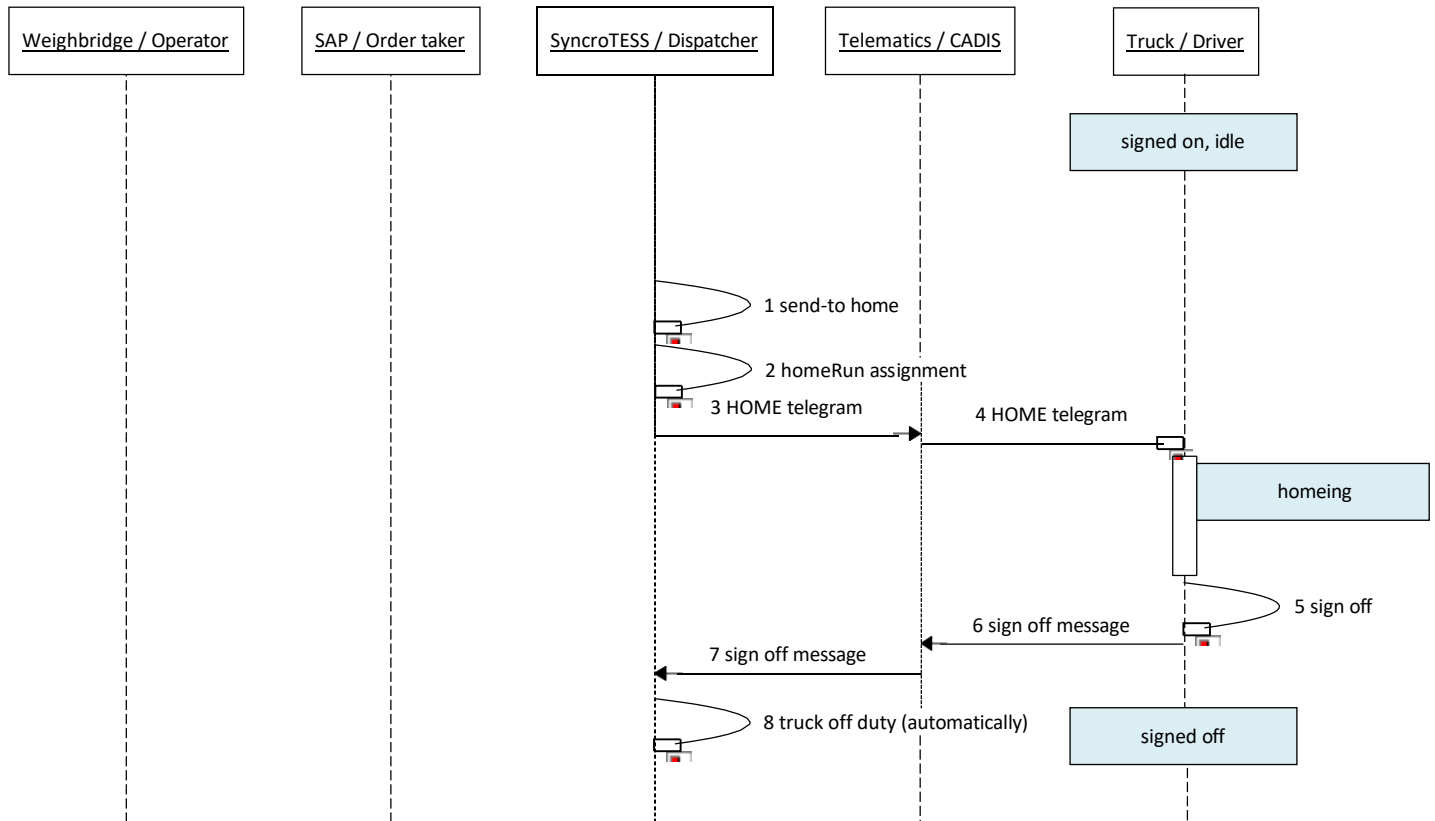 Weighbridge / Operator
SAP / Order taker
SyncroTESS / Dispatcher
Telematics / CADIS
Truck / Driver
signed on, idle
1 send-to home
2 homeRun assignment
3 HOME telegram
4 HOME telegram
homeing
5 sign off
6 sign off message
7 sign off message
8 truck off duty (automatically)
signed off